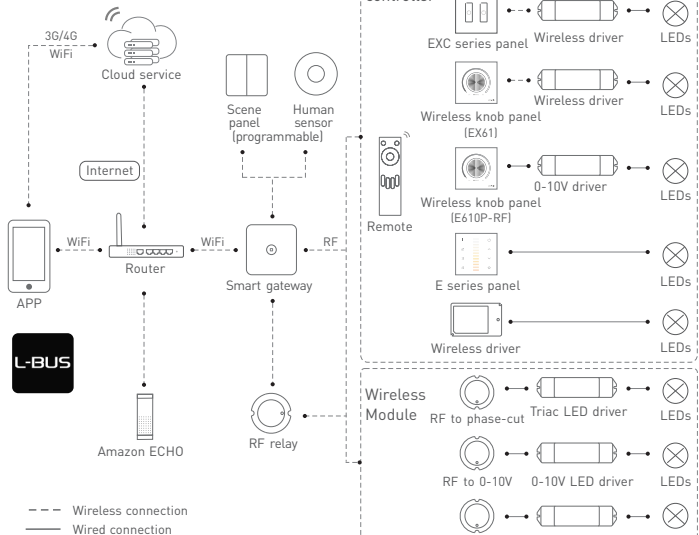 3G/4G
WiFi
Cloud service
Internet
Scene
panel
Human
sensor
(programmable)
WiFi
WiFi
RF
APP
Router
Smart gateway
L-BUS
Amazon ECHO
RF relay
Wireless connection
Wired connection
Remote
EXC series panel
Wireless driver
LEDs
Wireless knob panel
(EX61)
Wireless driver
LEDs
Wireless knob panel
(E610P-RF)
0-10V driver
LEDs
E series panel
LEDs
Wireless driver
LEDs
Wireless
Module
RF to phase-cut
Triac LED driver
LEDs
RF to 0-10V
0-10V LED driver
LEDs